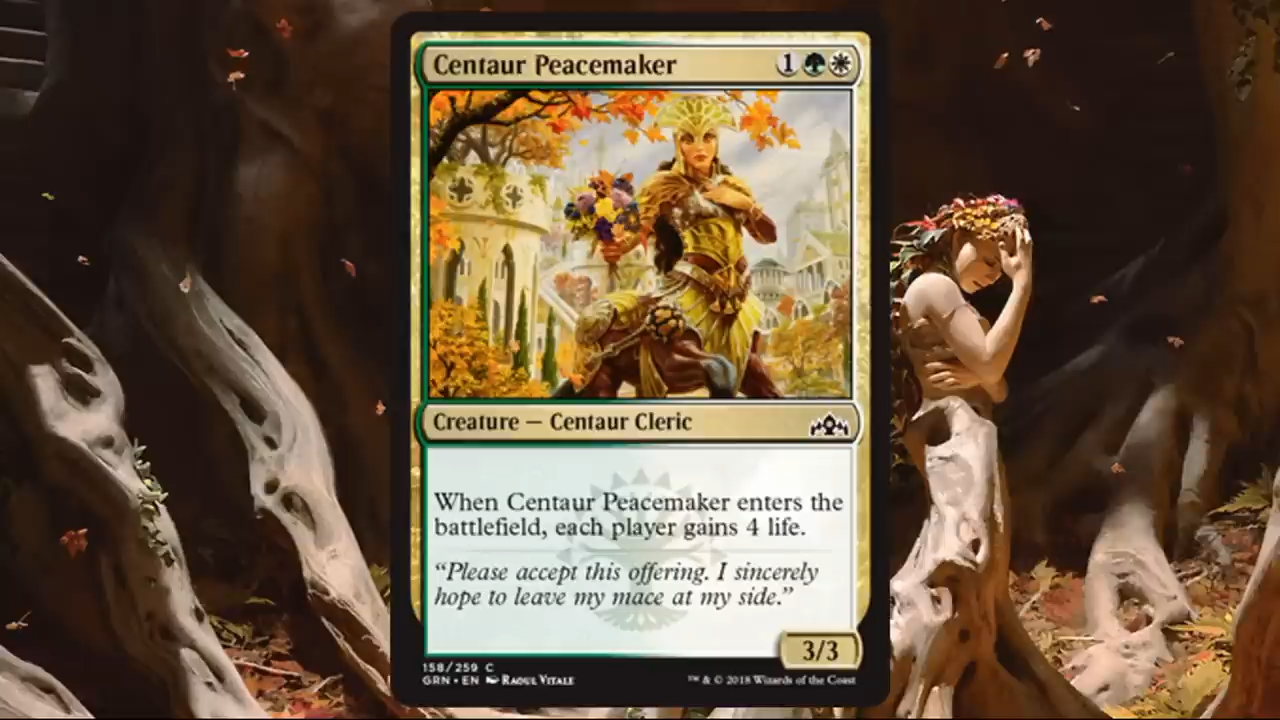 Centaur Peacemaker 1
Creature — Centaur Cleric
When Centaur Peacemaker enters the
battlefield, each player gains 4 life.
“Please accept this offering. I sincerely
hope to leave my mace at my side.”
3/3
158/259 C
GRN • EN Raoul Vitale
™ & © 2018 Wizards of the Coast